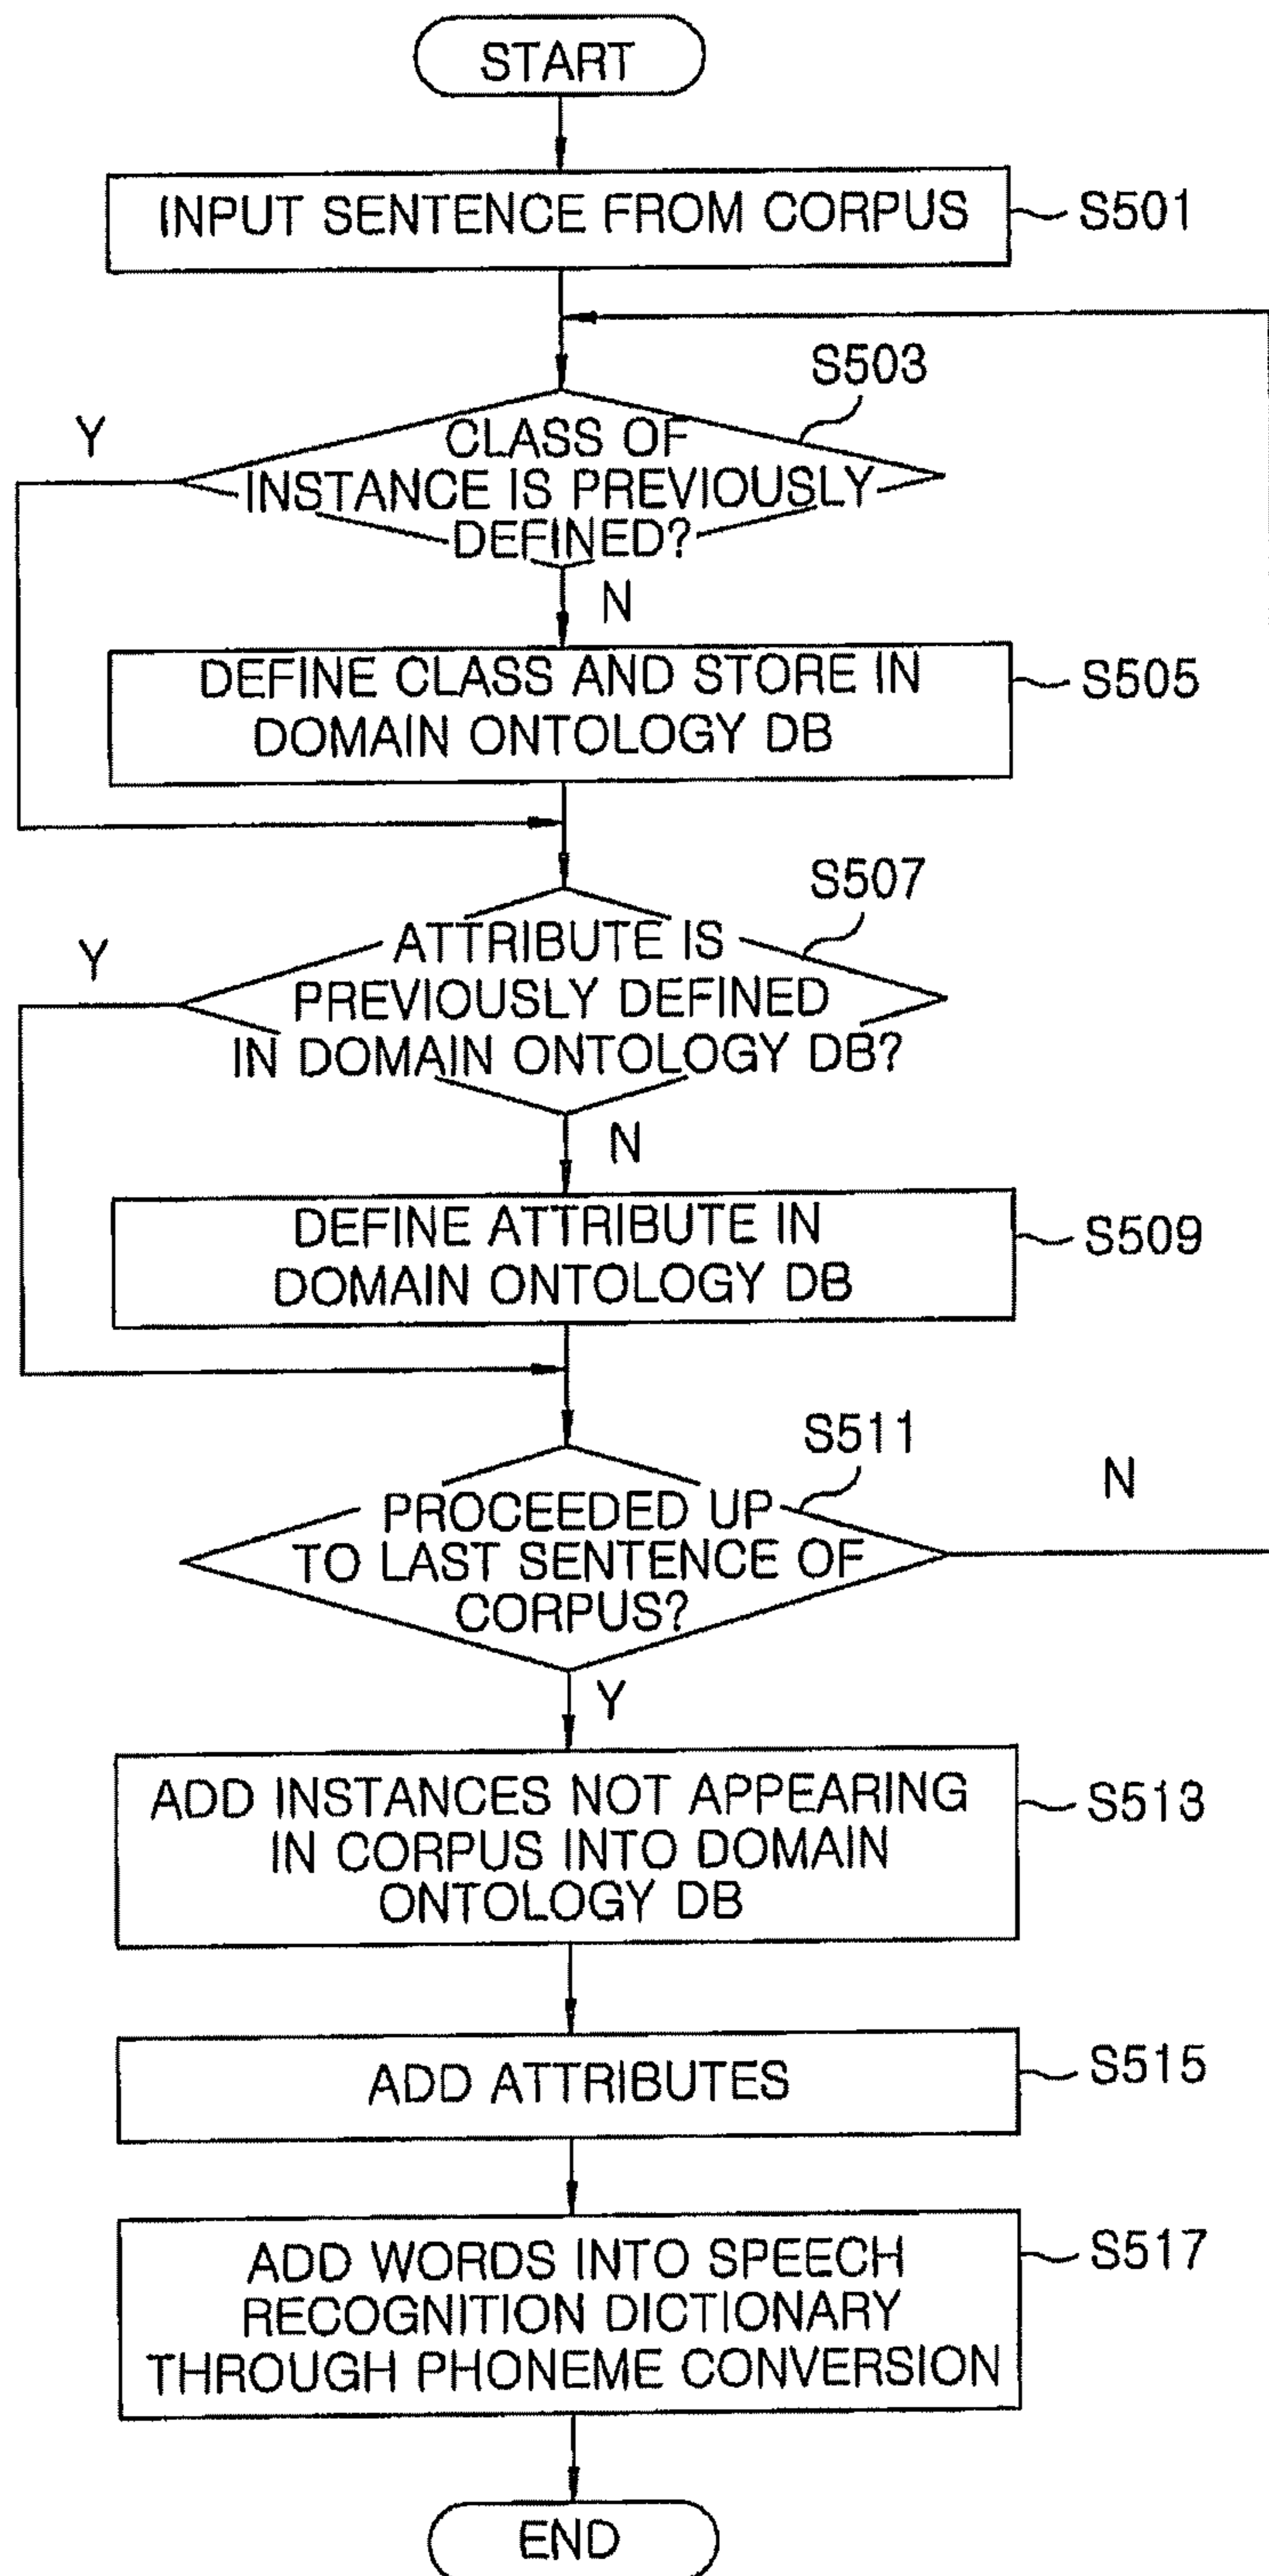 START
INPUT SENTENCE FROM CORPUS
S501
S503
Y
CLASS OF
INSTANCE IS PREVIOUSLY
DEFINED?
N
DEFINE CLASS AND STORE IN
DOMAIN ONTOLOGY DB
S505
S507
Y
ATTRIBUTE IS
PREVIOUSLY DEFINED
IN DOMAIN ONTOLOGY DB?
N
DEFINE ATTRIBUTE IN
DOMAIN ONTOLOGY DB
S509
S511
N
PROCEEDED UP
TO LAST SENTENCE OF
CORPUS?
Y
ADD INSTANCES NOT APPEARING
IN CORPUS INTO DOMAIN
ONTOLOGY DB
S513
ADD ATTRIBUTES
S515
ADD WORDS INTO SPEECH
RECOGNITION DICTIONARY
THROUGH PHONEME CONVERSION
S517
END